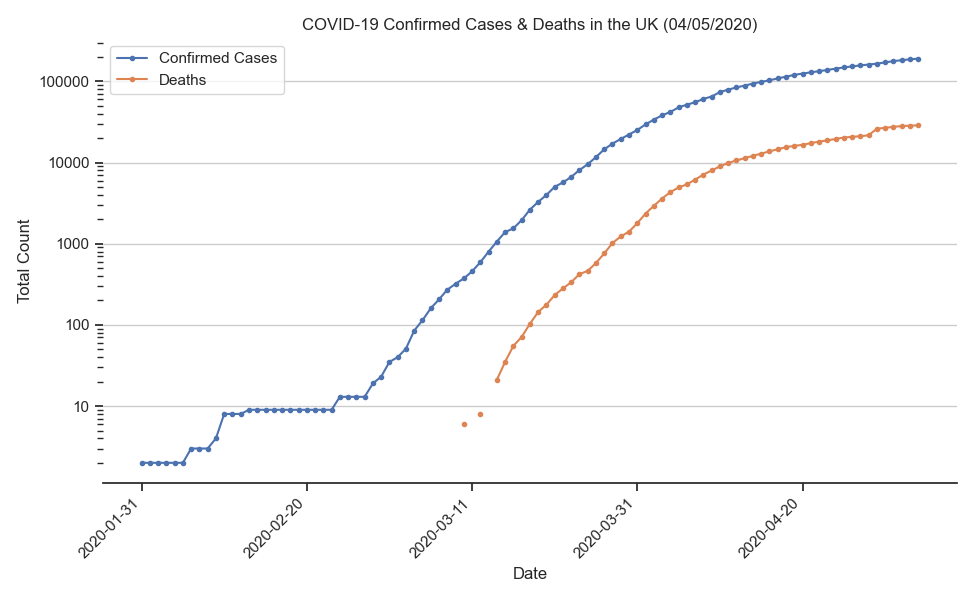 COVID-19 Confirmed Cases & Deaths in the UK (04/05/2020)
Confirmed Cases
Deaths
100000
10000
1000
100
10
Total Count
2020-01-31
2020-02-20
2020-03-11
2020-03-31
2020-04-20
Date